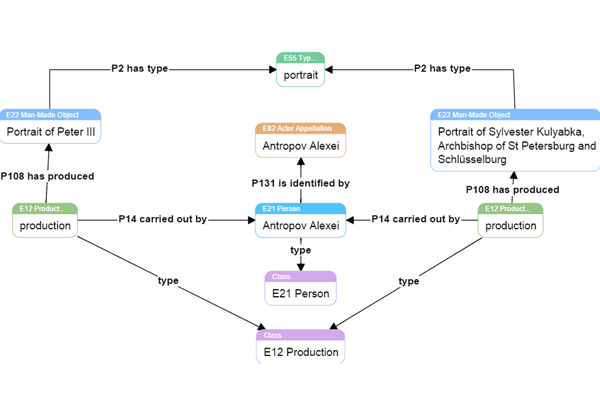 E55 Typ...
P2 has type
P2 has type
portrait
E22 Man-Made Object
Portrait of Peter III
E22 Man-Made Object
Portrait of Sylvester Kulyabka,
Archbishop of St Petersburg and
Schlüsselburg
E82 Actor Appellation
Antropov Alexei
P108 has produced
P131 is identified by
P108 has produced
E12 Product...
production
P14 carried out by
E21 Person
Antropov Alexei
P14 carried out by
E12 Product...
production
type
Class
E21 Person
type
type
Class
E12 Production